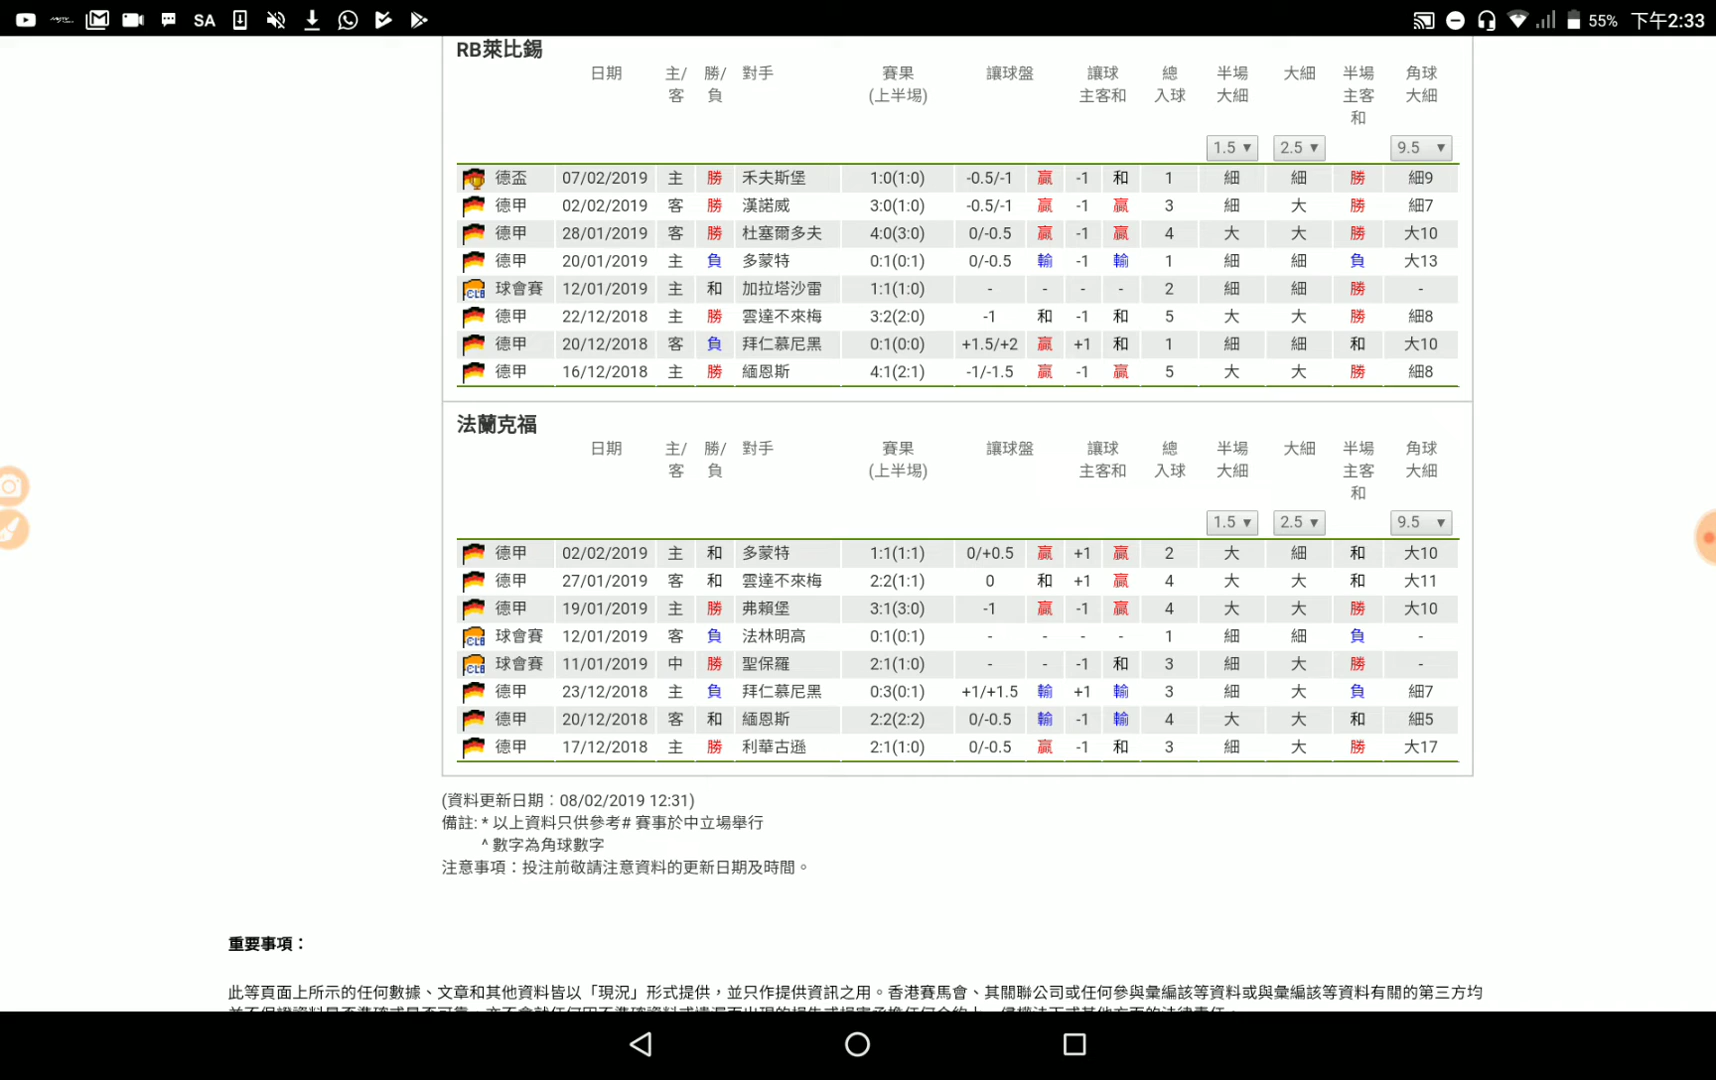 SA
55%
下午2:33
RB萊比錫
日期 主/客 勝/負 對手 賽果(上半場) 讓球盤 讓球主客和 總入球 半場大細 大細 半場主客和 角球大細
1.5 2.5 9.5
德盃 07/02/2019 主 勝 禾夫斯堡 1:0(1:0) -0.5/-1 贏 -1 和 1 細 細 勝 細9
德甲 02/02/2019 客 勝 漢諾威 3:0(1:0) -0.5/-1 贏 -1 贏 3 細 大 勝 細7
德甲 28/01/2019 客 勝 杜塞爾多夫 4:0(3:0) 0/-0.5 贏 -1 贏 4 大 大 勝 大10
德甲 20/01/2019 主 負 多蒙特 0:1(0:1) 0/-0.5 輸 -1 輸 1 細 細 負 大13
球會賽 12/01/2019 主 和 加拉塔沙雷 1:1(1:0) - - - - 2 細 細 勝 -
德甲 22/12/2018 主 勝 雲達不來梅 3:2(2:0) -1 和 -1 和 5 大 大 勝 細8
德甲 20/12/2018 客 負 拜仁慕尼黑 0:1(0:0) +1.5/+2 贏 +1 和 1 細 細 和 大10
德甲 16/12/2018 主 勝 緬恩斯 4:1(2:1) -1/-1.5 贏 -1 贏 5 大 大 勝 細8
法蘭克福
日期 主/客 勝/負 對手 賽果(上半場) 讓球盤 讓球主客和 總入球 半場大細 大細 半場主客和 角球大細
1.5 2.5 9.5
德甲 02/02/2019 主 和 多蒙特 1:1(1:1) 0/+0.5 贏 +1 贏 2 大 細 和 大10
德甲 27/01/2019 客 和 雲達不來梅 2:2(1:1) 0 和 +1 贏 4 大 大 和 大11
德甲 19/01/2019 主 勝 弗賴堡 3:1(3:0) -1 贏 -1 贏 4 大 大 勝 大10
球會賽 12/01/2019 客 負 法林明高 0:1(0:1) - - - - 1 細 細 負 -
球會賽 11/01/2019 中 勝 聖保羅 2:1(1:0) - - -1 和 3 細 大 勝 -
德甲 23/12/2018 主 負 拜仁慕尼黑 0:3(0:1) +1/+1.5 輸 +1 輸 3 細 大 負 細7
德甲 20/12/2018 客 和 緬恩斯 2:2(2:2) 0/-0.5 輸 -1 輸 4 大 大 和 細5
德甲 17/12/2018 主 勝 利華古遜 2:1(1:0) 0/-0.5 贏 -1 和 3 細 大 勝 大17
(資料更新日期：08/02/2019 12:31)
備註: * 以上資料只供參考# 賽事於中立場舉行
^ 數字為角球數字
注意事項：投注前敬請注意資料的更新日期及時間。
重要事項：
此等頁面上所示的任何數據、文章和其他資料皆以「現況」形式提供，並只作提供資訊之用。香港賽馬會、其關聯公司或任何參與彙編該等資料或與彙編該等資料有關的第三方均